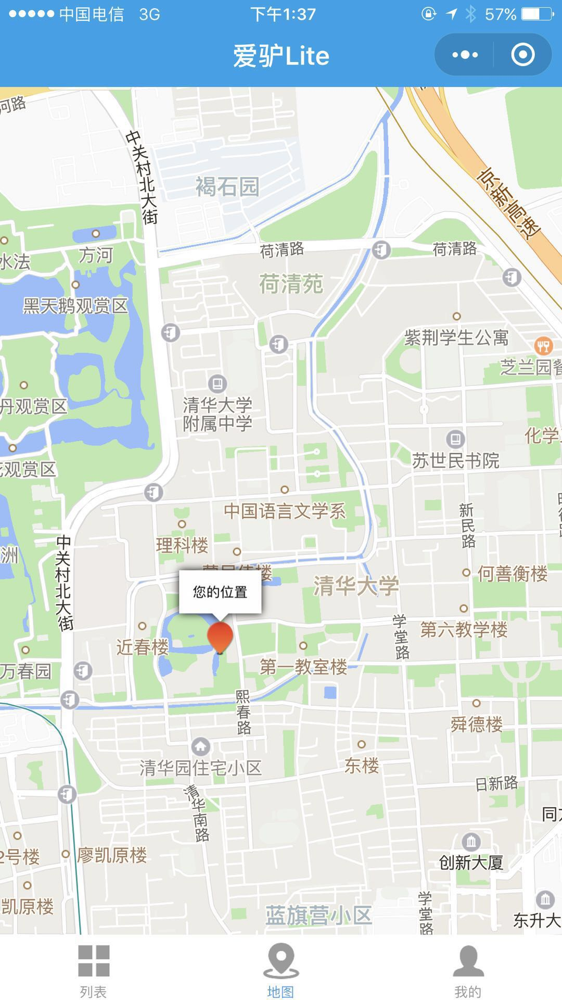 中国电信 3G 下午1:37 57%
爱驴Lite
河路
中关村北大街
褐石园
京新高速
荷清路
荷清路
水法
方河
荷清苑
黑天鹅观赏区
紫荆学生公寓
芝兰园餐
丹观赏区
清华大学
附属中学
化学
苏世民书院
观赏区
中国语言文学系
新民路
理科楼
洲
中关村北大街
何善衡楼
清华大学
您的位置
学堂路
第六教学楼
近春楼
第一教室楼
万春园
熙春路
舜德楼
清华园住宅小区
东楼
日新路
清华南路
同方
2号楼
廖凯原楼
创新大厦
凯原楼
蓝旗营小区
学堂路
东升大
列表
地图
我的